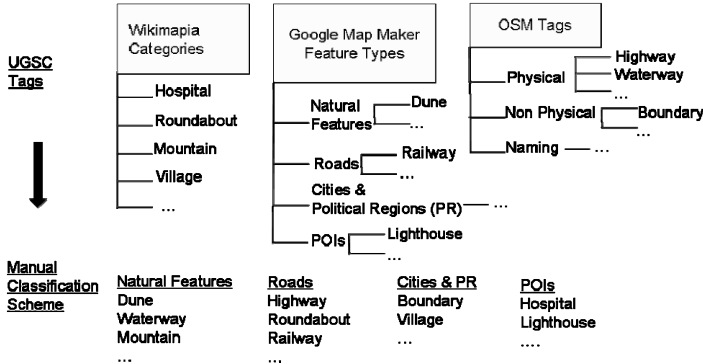 UGSC
Tags
Wikimapia
Categories
Hospital
Roundabout
Mountain
Village
...
Google Map Maker
Feature Types
Natural
Features
Dune
...
Roads
Railway
...
Cities &
Political Regions (PR)
...
POIs
Lighthouse
...
OSM Tags
Physical
Highway
Waterway
...
Non Physical
Boundary
...
Naming
...
Manual
Classification
Scheme
Natural Features
Dune
Waterway
Mountain
...
Roads
Highway
Roundabout
Railway
...
Cities & PR
Boundary
Village
...
POIs
Hospital
Lighthouse
....